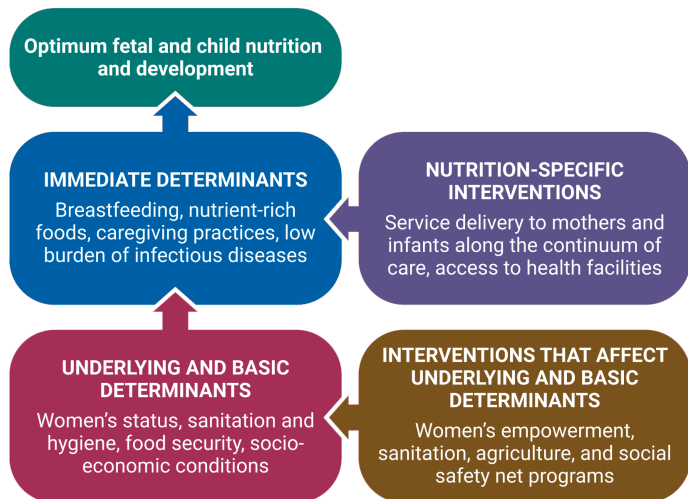 Optimum fetal and child nutrition
and development
IMMEDIATE DETERMINANTS
Breastfeeding, nutrient-rich
foods, caregiving practices, low
burden of infectious diseases
NUTRITION-SPECIFIC
INTERVENTIONS
Service delivery to mothers and
infants along the continuum of
care, access to health facilities
UNDERLYING AND BASIC
DETERMINANTS
Women’s status, sanitation and
hygiene, food security, socio-
economic conditions
INTERVENTIONS THAT AFFECT
UNDERLYING AND BASIC
DETERMINANTS
Women’s empowerment,
sanitation, agriculture, and social
safety net programs